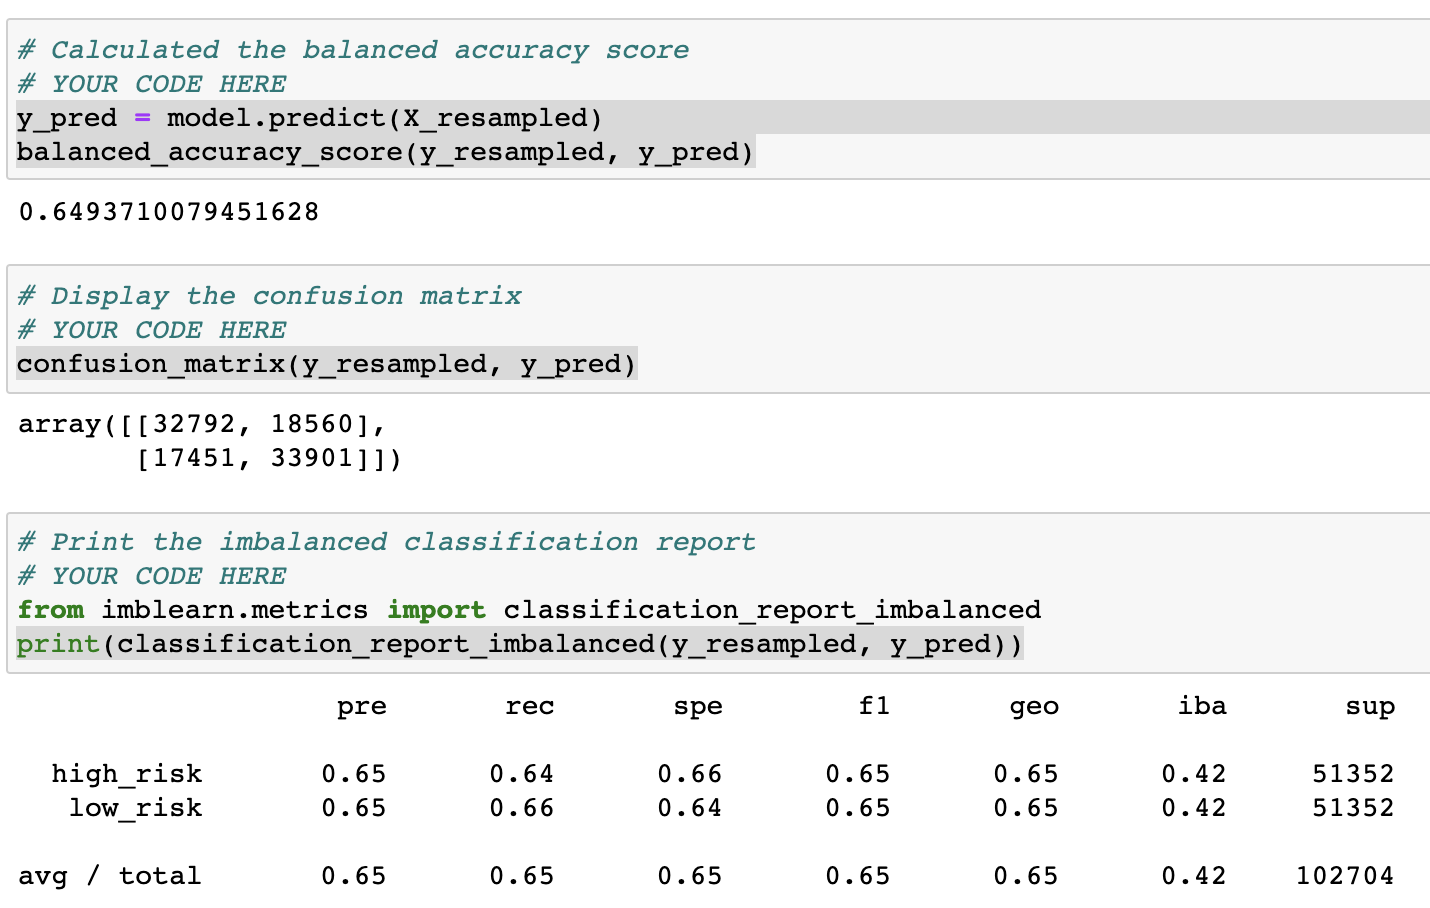 # Calculated the balanced accuracy score
# YOUR CODE HERE
y_pred = model.predict(X_resampled)
balanced_accuracy_score(y_resampled, y_pred)
0.6493710079451628
# Display the confusion matrix
# YOUR CODE HERE
confusion_matrix(y_resampled, y_pred)
array([[32792, 18560],
       [17451, 33901]])
# Print the imbalanced classification report
# YOUR CODE HERE
from imblearn.metrics import classification_report_imbalanced
print(classification_report_imbalanced(y_resampled, y_pred))
pre rec spe f1 geo iba sup
high_risk 0.65 0.64 0.66 0.65 0.65 0.42 51352
low_risk 0.65 0.66 0.64 0.65 0.65 0.42 51352
avg / total 0.65 0.65 0.65 0.65 0.65 0.42 102704